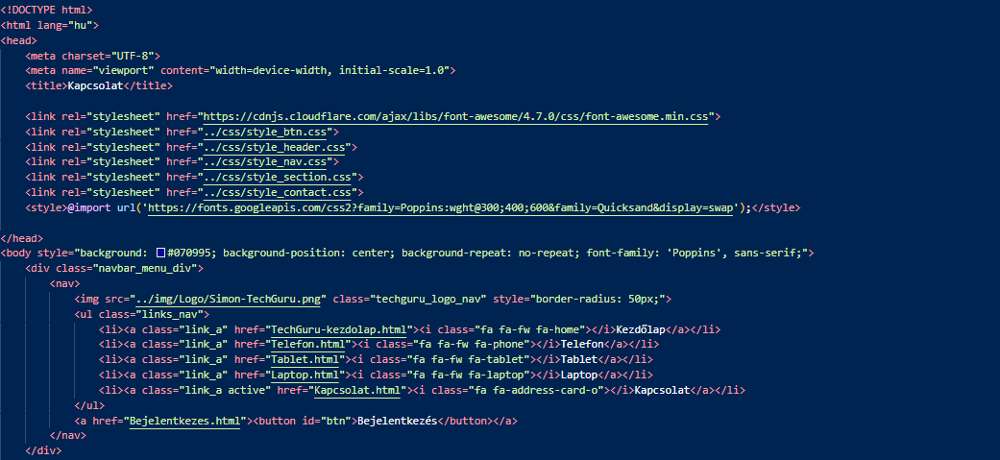 <!DOCTYPE html>
<html lang="hu">
<head>
    <meta charset="UTF-8">
    <meta name="viewport" content="width=device-width, initial-scale=1.0">
    <title>Kapcsolat</title>

    <link rel="stylesheet" href="https://cdnjs.cloudflare.com/ajax/libs/font-awesome/4.7.0/css/font-awesome.min.css">
    <link rel="stylesheet" href="../css/style_btn.css">
    <link rel="stylesheet" href="../css/style_header.css">
    <link rel="stylesheet" href="../css/style_nav.css">
    <link rel="stylesheet" href="../css/style_section.css">
    <link rel="stylesheet" href="../css/style_contact.css">
    <style>@import url('https://fonts.googleapis.com/css2?family=Poppins:wght@300;400;600&family=Quicksand&display=swap');</style>

</head>
<body style="background: #070995; background-position: center; background-repeat: no-repeat; font-family: 'Poppins', sans-serif;">
    <div class="navbar_menu_div">
        <nav>
            <img src="../img/Logo/Simon-TechGuru.png" class="techguru_logo_nav" style="border-radius: 50px;">
            <ul class="links_nav">
                <li><a class="link_a" href="TechGuru-kezdolap.html"><i class="fa fa-fw fa-home"></i>Kezdőlap</a></li>
                <li><a class="link_a" href="Telefon.html"><i class="fa fa-fw fa-phone"></i>Telefon</a></li>
                <li><a class="link_a" href="Tablet.html"><i class="fa fa-fw fa-tablet"></i>Tablet</a></li>
                <li><a class="link_a" href="Laptop.html"><i class="fa fa-fw fa-laptop"></i>Laptop</a></li>
                <li><a class="link_a active" href="Kapcsolat.html"><i class="fa fa-address-card-o"></i>Kapcsolat</a></li>
            </ul>
            <a href="Bejelentkezes.html"><button id="btn">Bejelentkezés</button></a>
        </nav>
    </div>